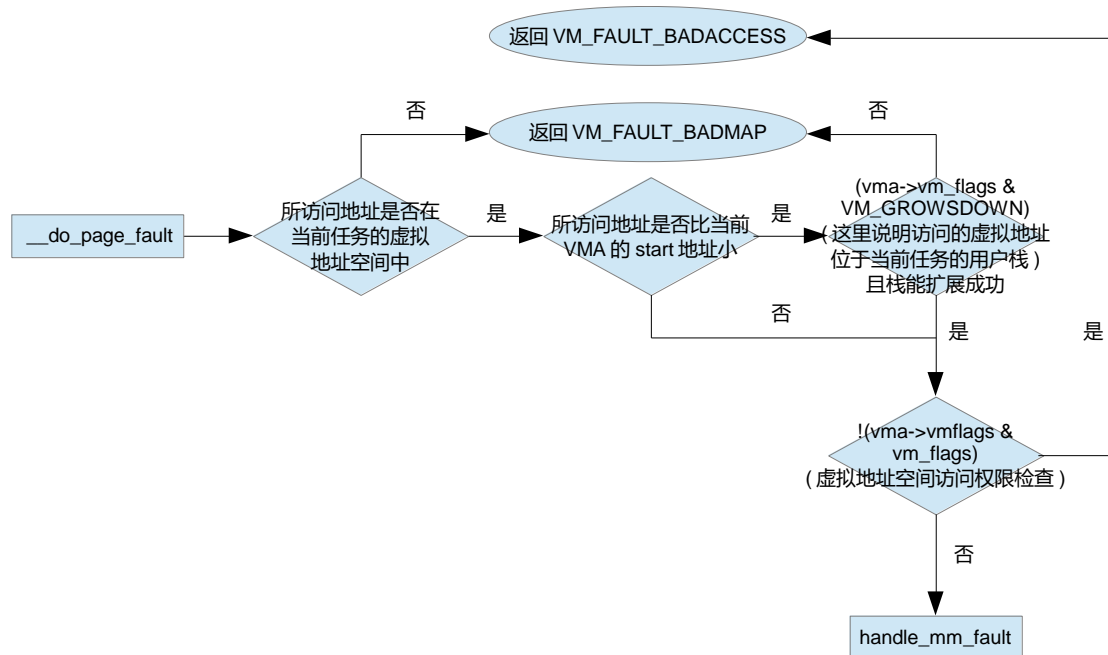 返回 VM_FAULT_BADACCESS
否
返回 VM_FAULT_BADMAP
否
__do_page_fault
所访问地址是否在
当前任务的虚拟
地址空间中
是
所访问地址是否比当前
VMA 的 start 地址小
是
(vma->vm_flags &
VM_GROWSDOWN)
( 这里说明访问的虚拟地址
位于当前任务的用户栈 )
且栈能扩展成功
否
是
是
!(vma->vmflags &
vm_flags)
( 虚拟地址空间访问权限检查 )
否
handle_mm_fault